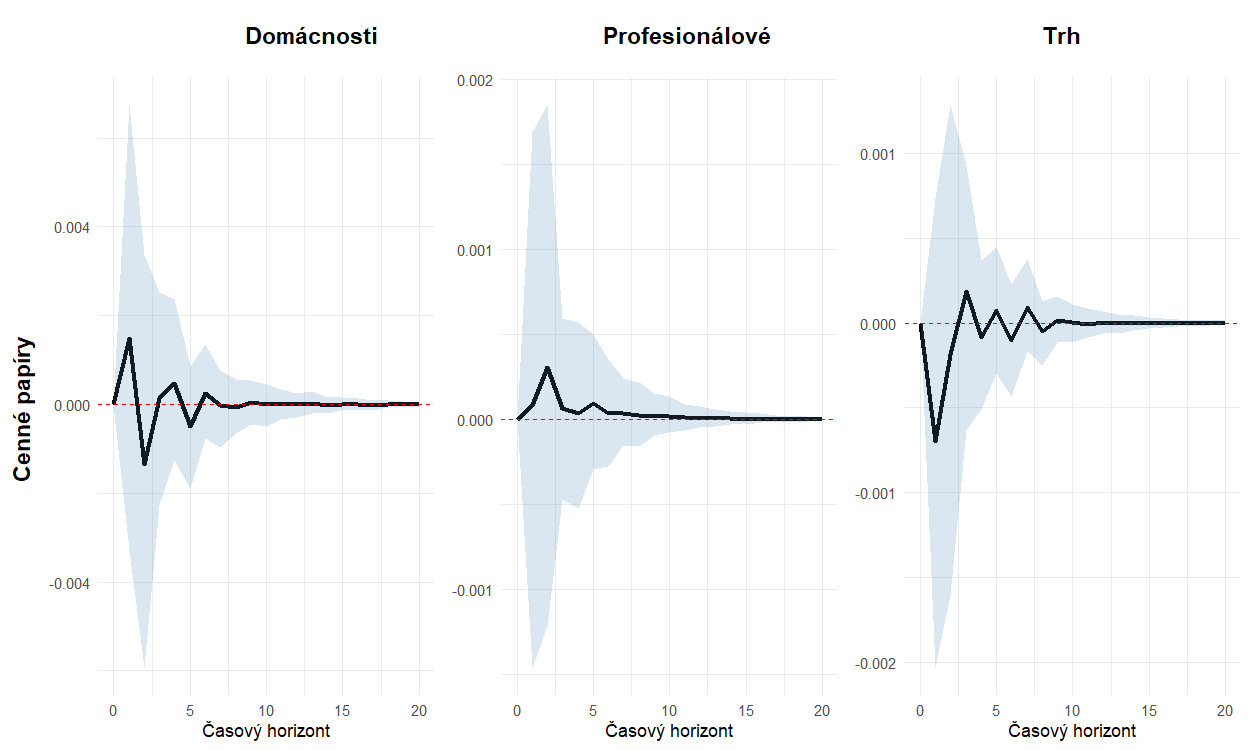 Domácnosti
Profesionálové
Trh
Cenné papíry
0.004
0.000
-0.004
0 5 10 15 20
Časový horizont
0.002
0.001
0.000
-0.001
0 5 10 15 20
Časový horizont
0.001
0.000
-0.001
-0.002
0 5 10 15 20
Časový horizont